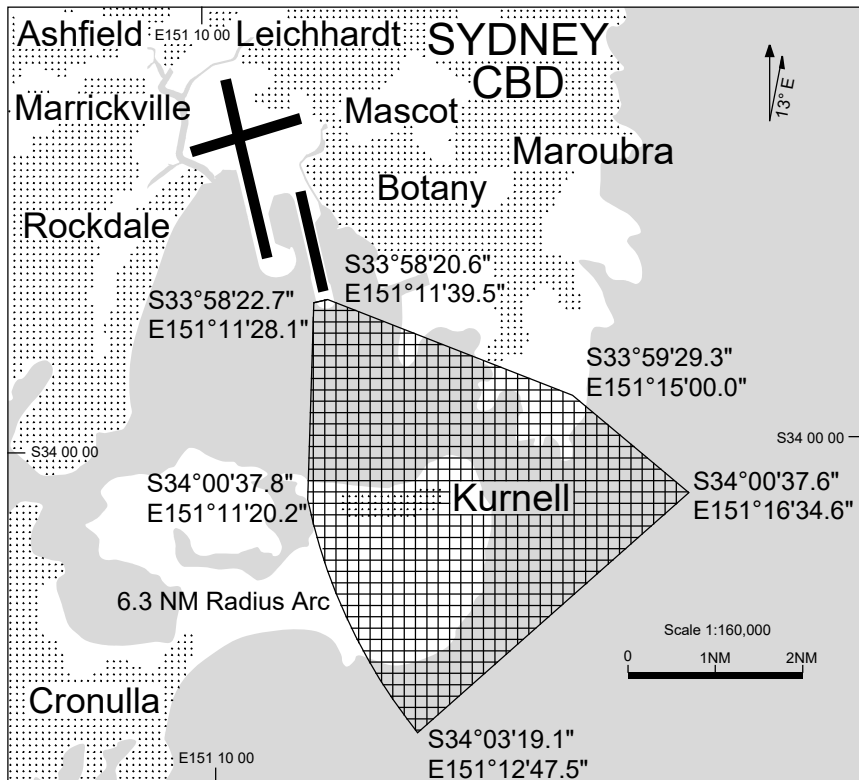 Ashfield
E151 10 00
Leichhardt
SYDNEY
CBD
13° E
Marrickville
Mascot
Maroubra
Botany
Rockdale
S33°58'20.6"
E151°11'39.5"
S33°58'22.7"
E151°11'28.1"
S33°59'29.3"
E151°15'00.0"
S34 00 00
S34 00 00
S34°00'37.8"
E151°11'20.2"
Kurnell
S34°00'37.6"
E151°16'34.6"
6.3 NM Radius Arc
Scale 1:160,000
0 1NM 2NM
Cronulla
S34°03'19.1"
E151°12'47.5"
E151 10 00